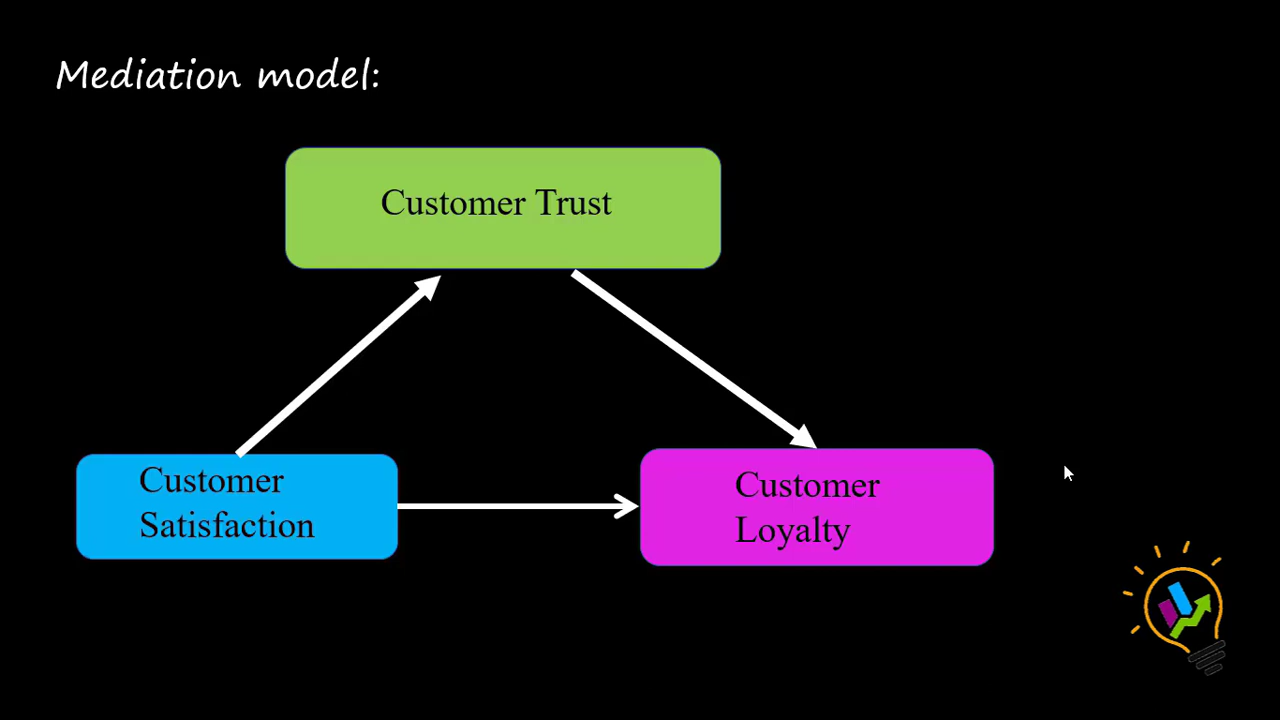 Mediation model:
Customer Trust
Customer
Satisfaction
Customer
Loyalty